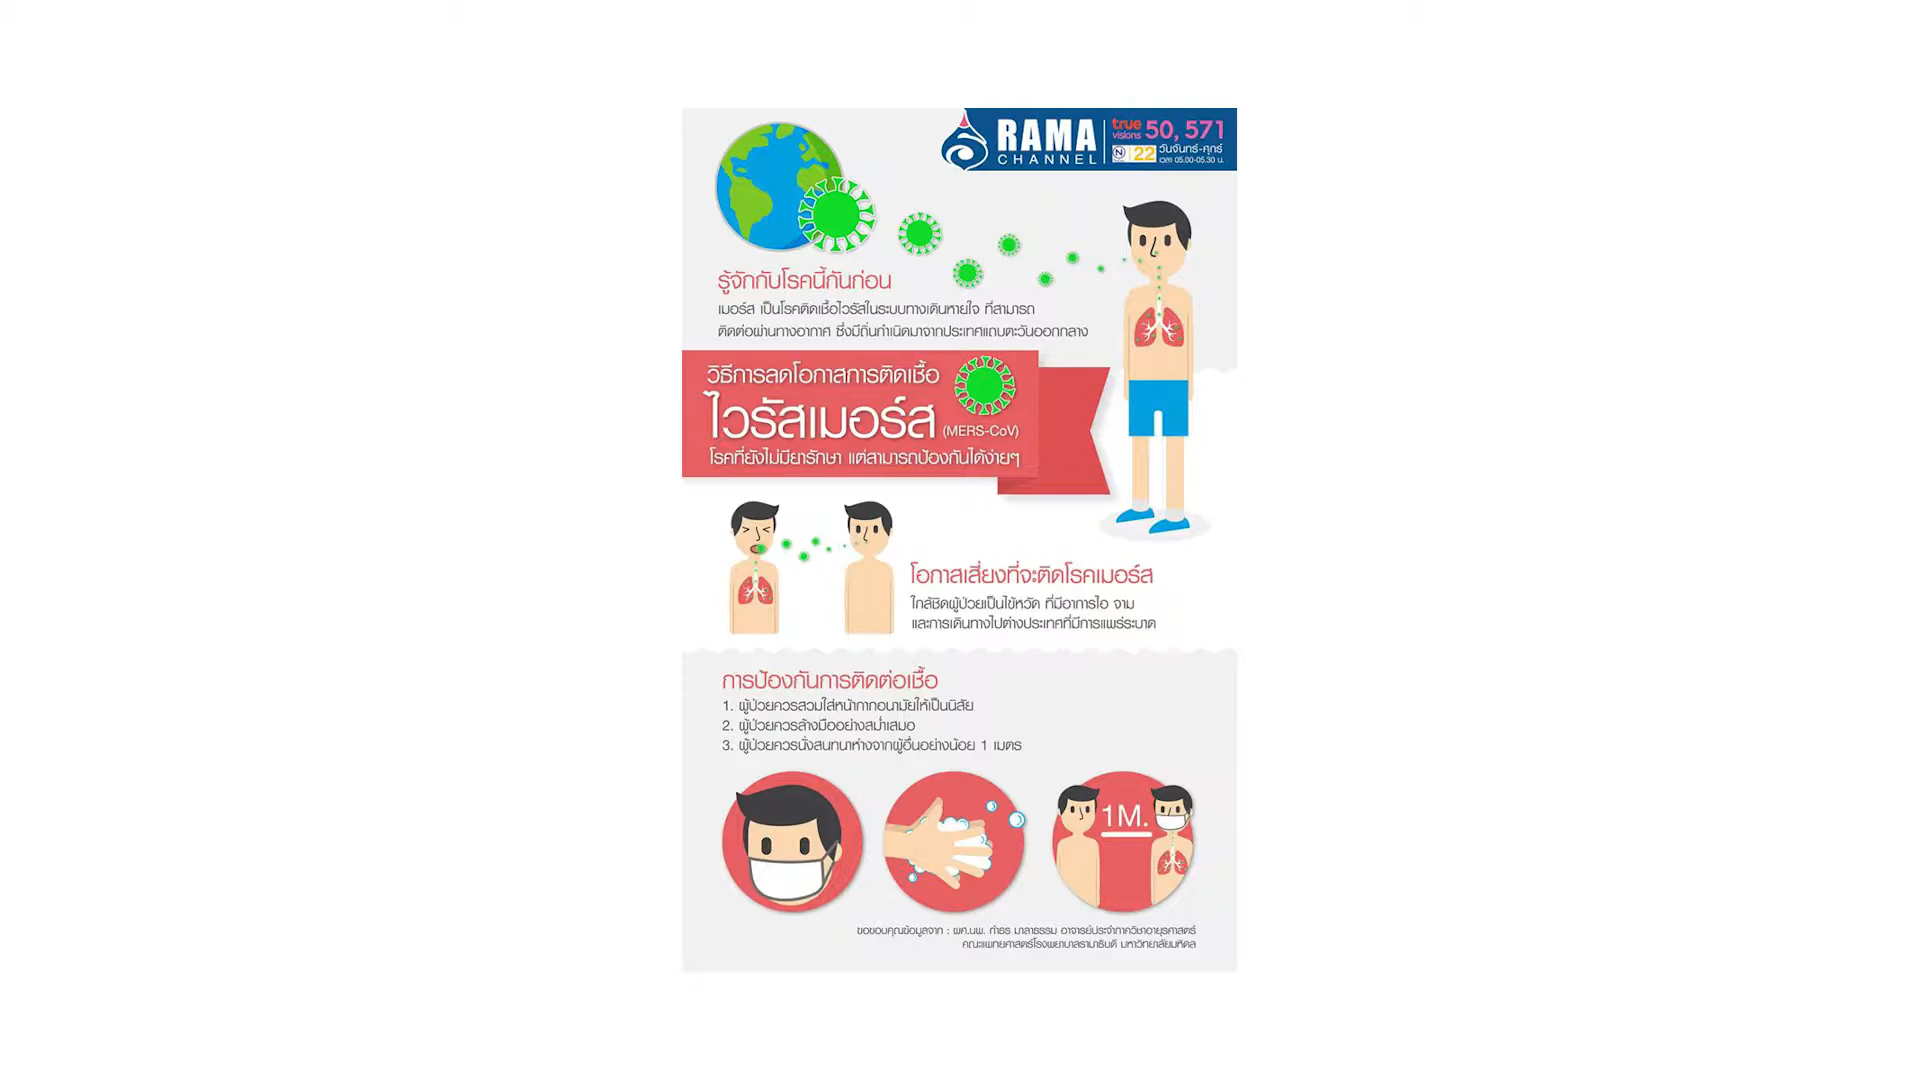 RAMA
CHANNEL
true
visions
50, 571
N
22
วันจันทร์-ศุกร์
เวลา 05.00-05.30 น.
รู้จักกับโรคนี้กันก่อน
เมอร์ส เป็นโรคติดเชื้อไวรัสในระบบทางเดินหายใจ ที่สามารถ
ติดต่อผ่านทางอากาศ ซึ่งมีถิ่นกำเนิดมาจากประเทศแถบตะวันออกกลาง
วิธีการลดโอกาสการติดเชื้อ
ไวรัสเมอร์ส (MERS-CoV)
โรคที่ยังไม่มียารักษา แต่สามารถป้องกันได้ง่ายๆ
โอกาสเสี่ยงที่จะติดโรคเมอร์ส
ใกล้ชิดผู้ป่วยเป็นไข้หวัด ที่มีอาการไอ จาม
และการเดินทางไปต่างประเทศที่มีการแพร่ระบาด
การป้องกันการติดต่อเชื้อ
1. ผู้ป่วยควรสวมใส่หน้ากากอนามัยให้เป็นนิสัย
2. ผู้ป่วยควรล้างมืออย่างสม่ำเสมอ
3. ผู้ป่วยควรนั่งสนทนาห่างจากผู้อื่นอย่างน้อย 1 เมตร
1M.
ขอขอบคุณข้อมูลจาก : ผศ.นพ. กำธร มาลาธรรม อาจารย์ประจำภาควิชาอายุรศาสตร์
คณะแพทยศาสตร์โรงพยาบาลรามาธิบดี มหาวิทยาลัยมหิดล